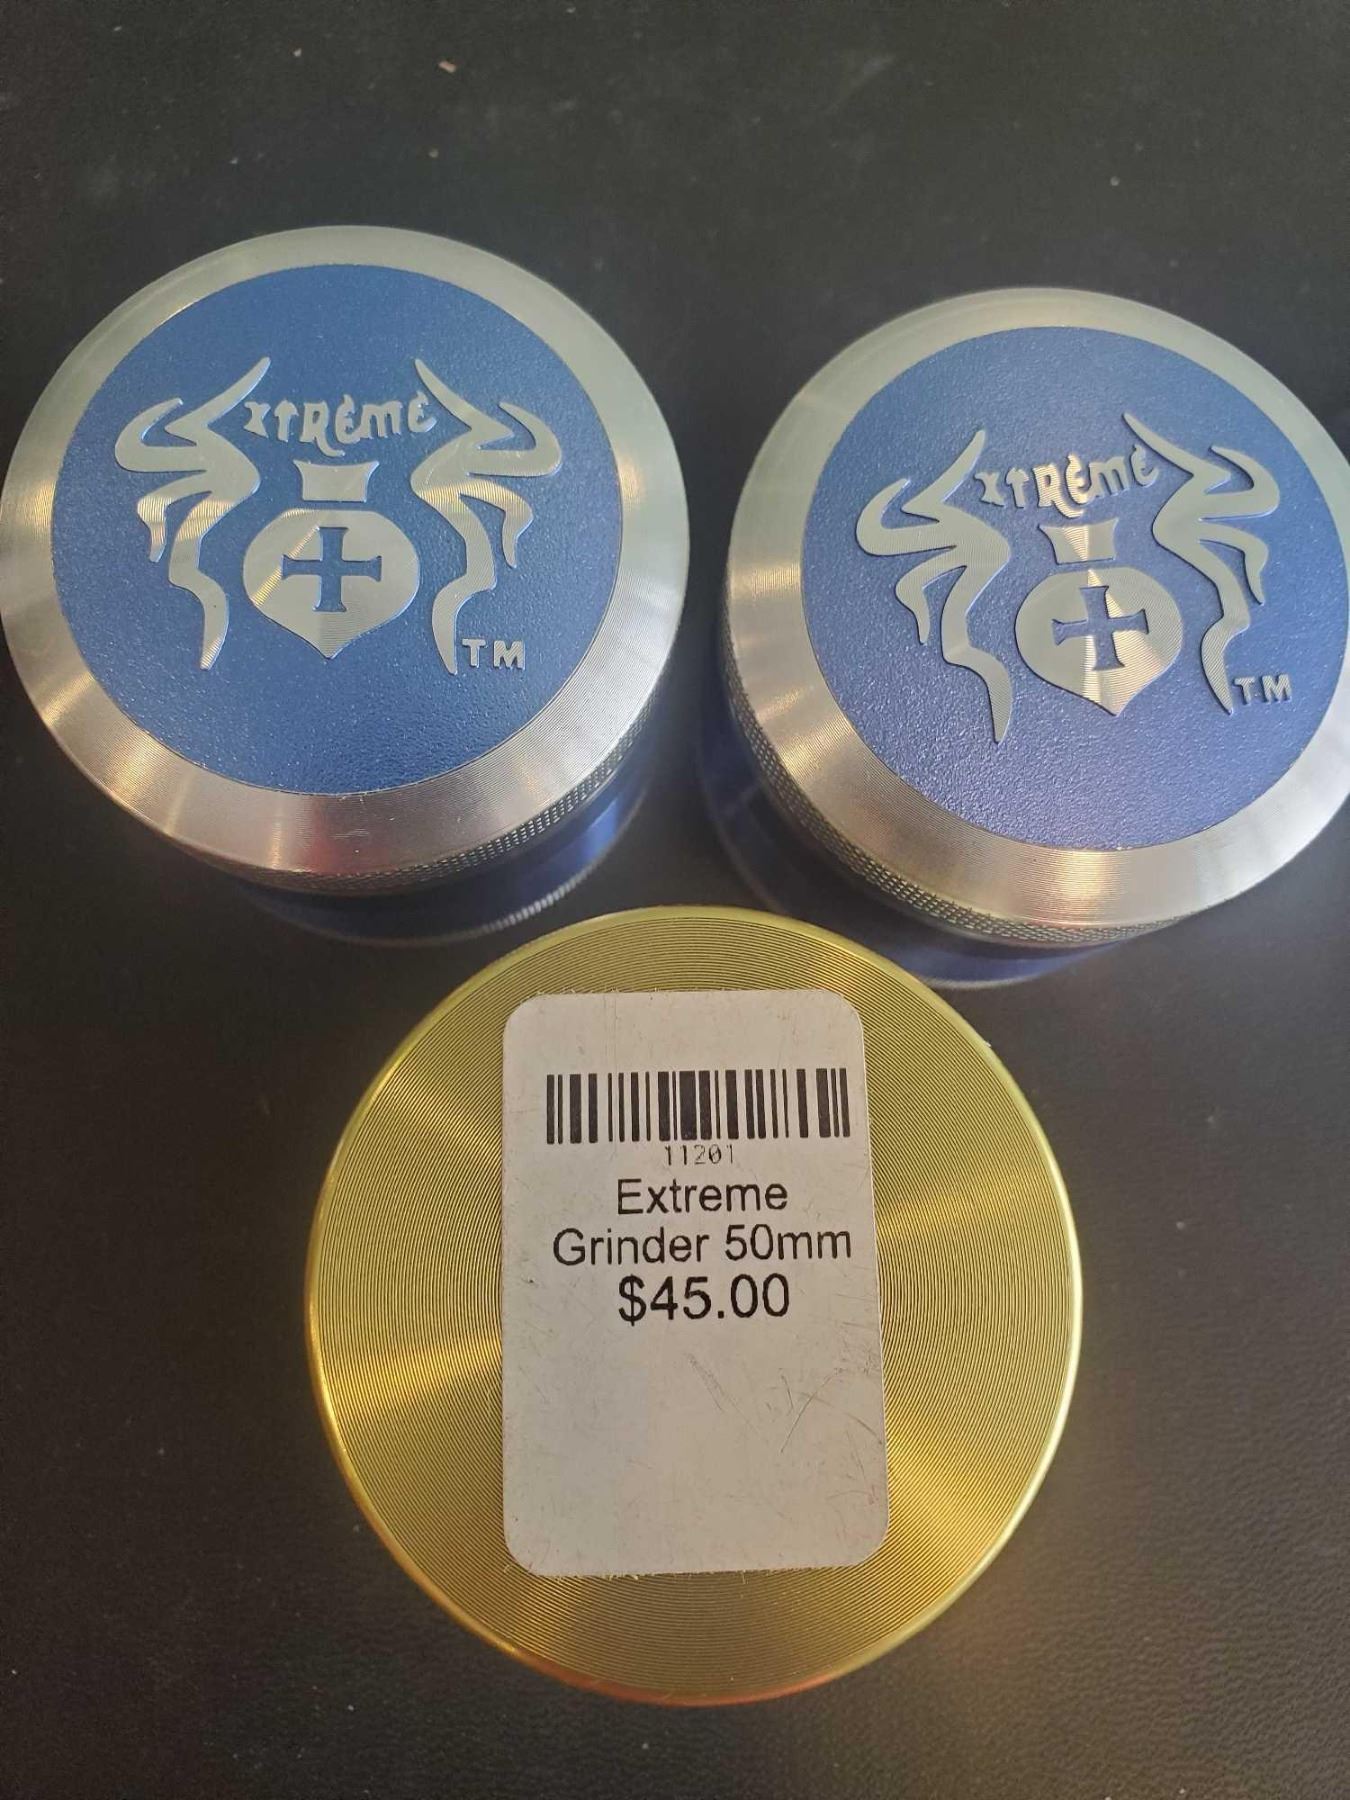 XTREME
TM
XTREME
TM
11201
Extreme
Grinder 50mm
$45.00